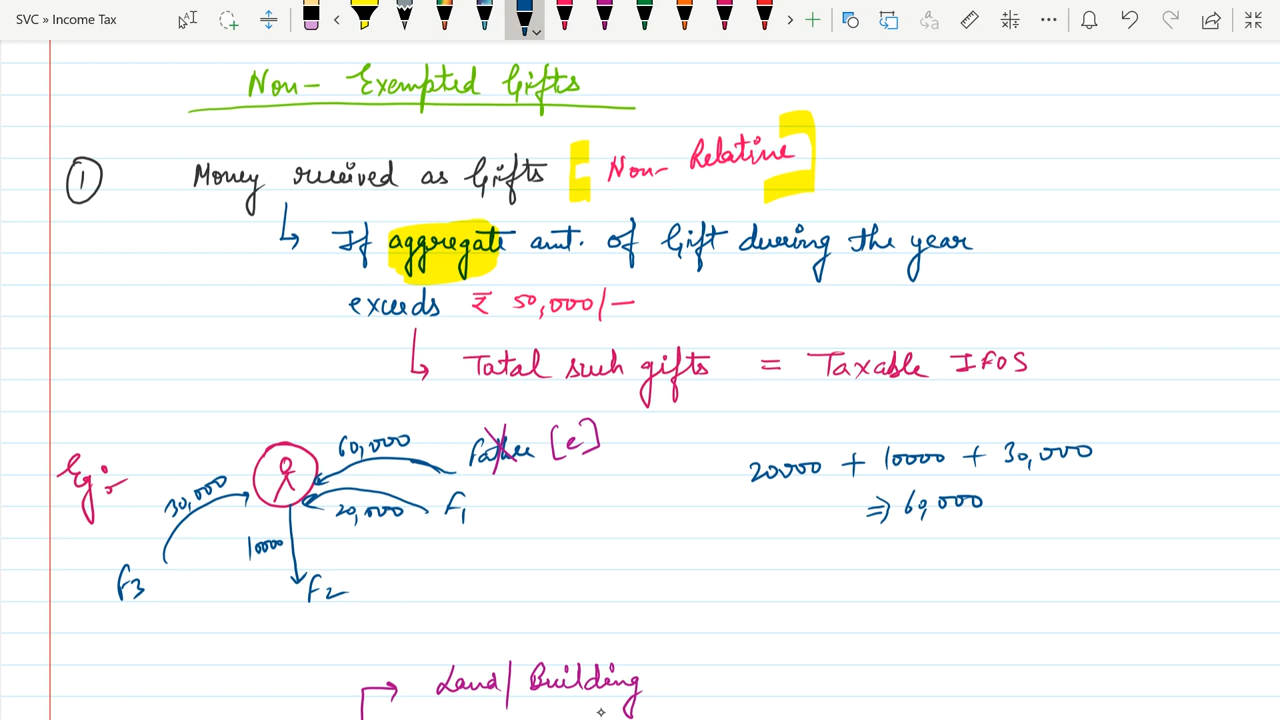 SVC » Income Tax
Non- Exempted Gifts
① Money received as Gifts [Non- Relative]
↳ If aggregate amt. of Gift during the year
exceeds ₹ 50,000/-
↳ Total such gifts = Taxable IFOS
Eg:-
60,000 Father [e]
30,000
20,000 F1
10000
F3
F2
20000 + 10000 + 30,000
⇒ 60,000
→ Land/Building